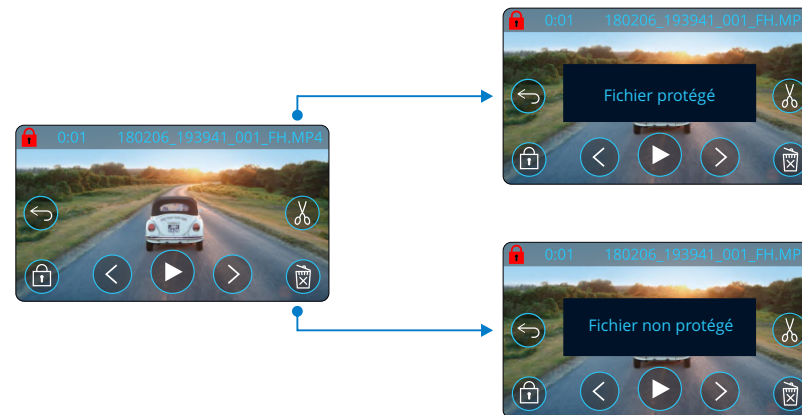 0:01 180206_193941_001_FH.MP
Fichier protégé
0:01 180206_193941_001_FH.MP4
0:01 180206_193941_001_FH.MP
Fichier non protégé